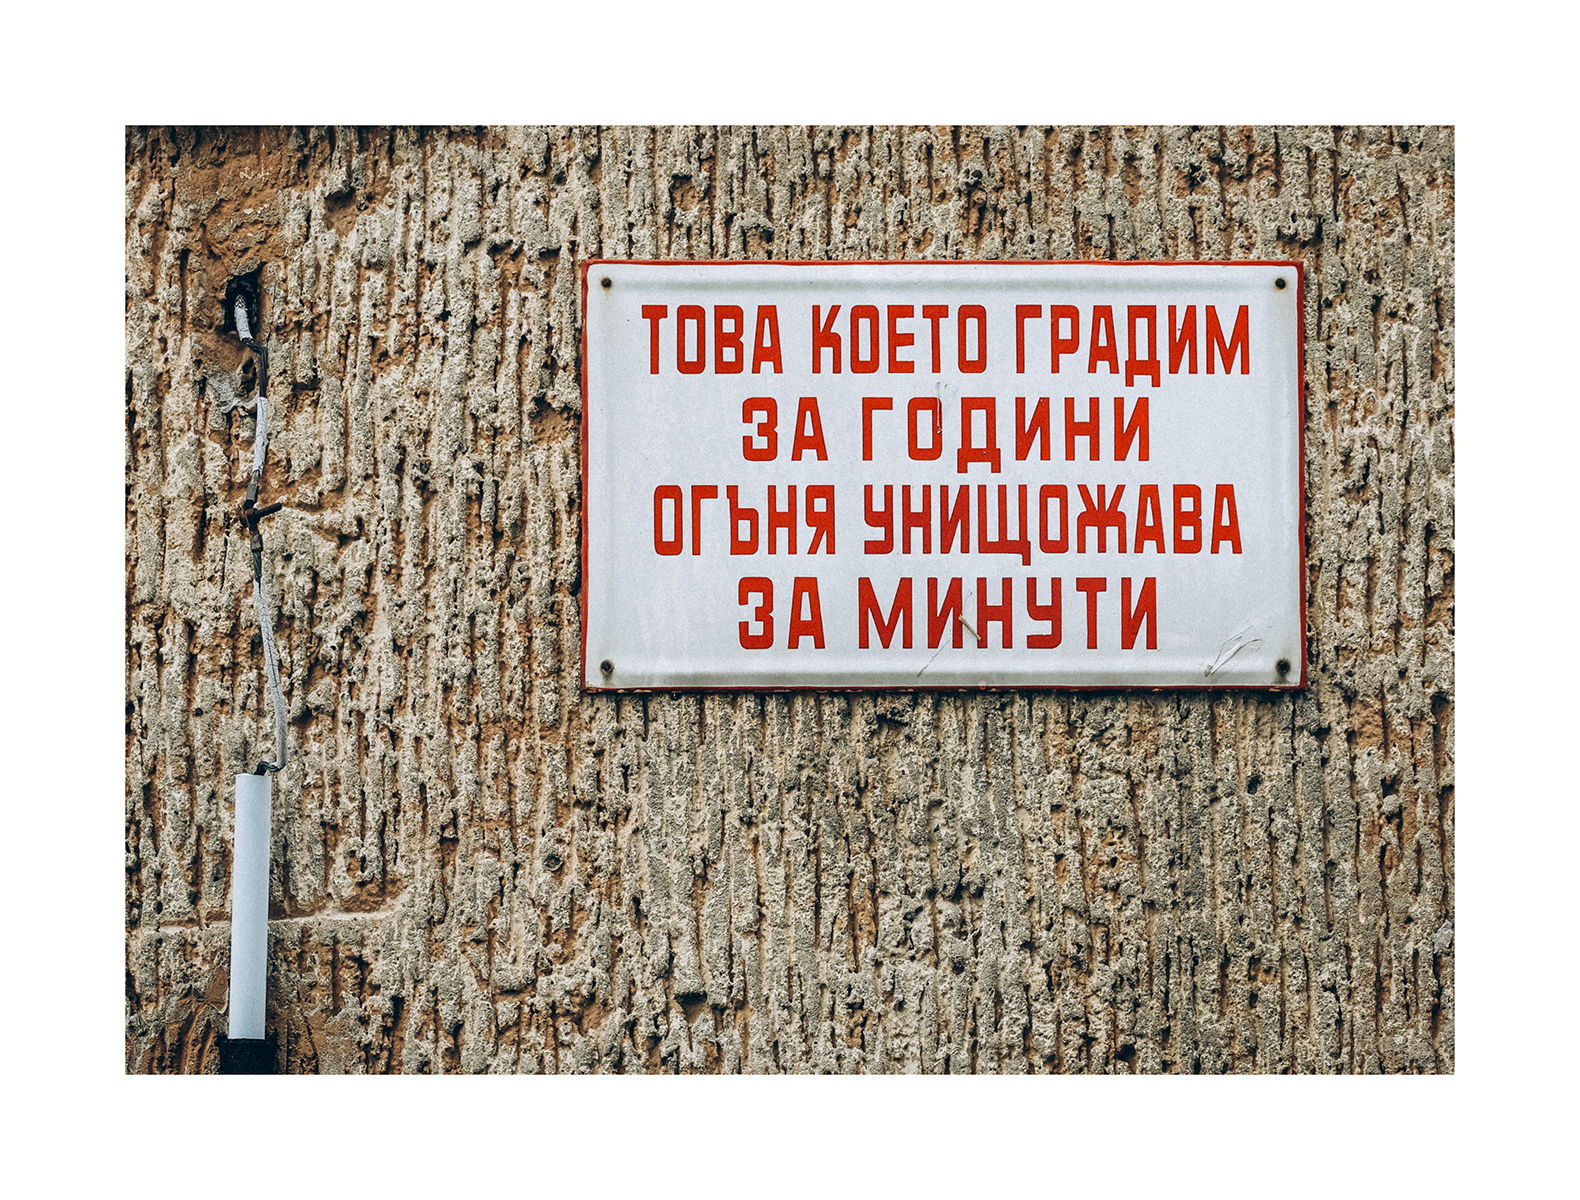 ТОВА КОЕТО ГРАДИМ
ЗА ГОДИНИ
ОГЪНЯ УНИЩОЖАВА
ЗА МИНУТИ